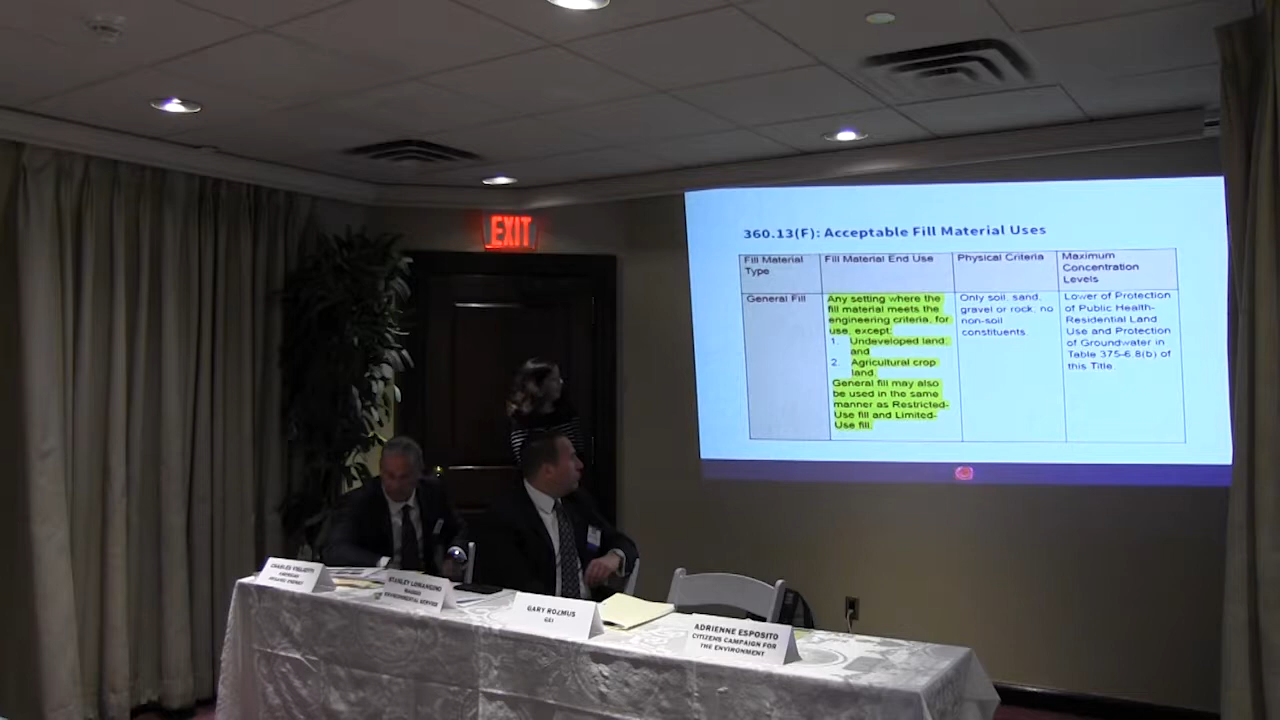 EXIT
360.13(F): Acceptable Fill Material Uses
Fill Material
Type
Fill Material End Use
Physical Criteria
Maximum
Concentration
Levels
General Fill
Any setting where the
fill material meets the
engineering criteria, for
use, except:
1. Undeveloped land;
and
2. Agricultural crop
land.
General fill may also
be used in the same
manner as Restricted-
Use fill and Limited-
Use fill.
Only soil, sand,
gravel or rock; no
non-soil
constituents.
Lower of Protection
of Public Health-
Residential Land
Use and Protection
of Groundwater in
Table 375-6.8(b) of
this Title.
CHARLES
STANLEY
ENVIRONMENTAL SERVICE
GARY ROZMUS
GEI
ADRIENNE ESPOSITO
CITIZENS CAMPAIGN FOR
THE ENVIRONMENT